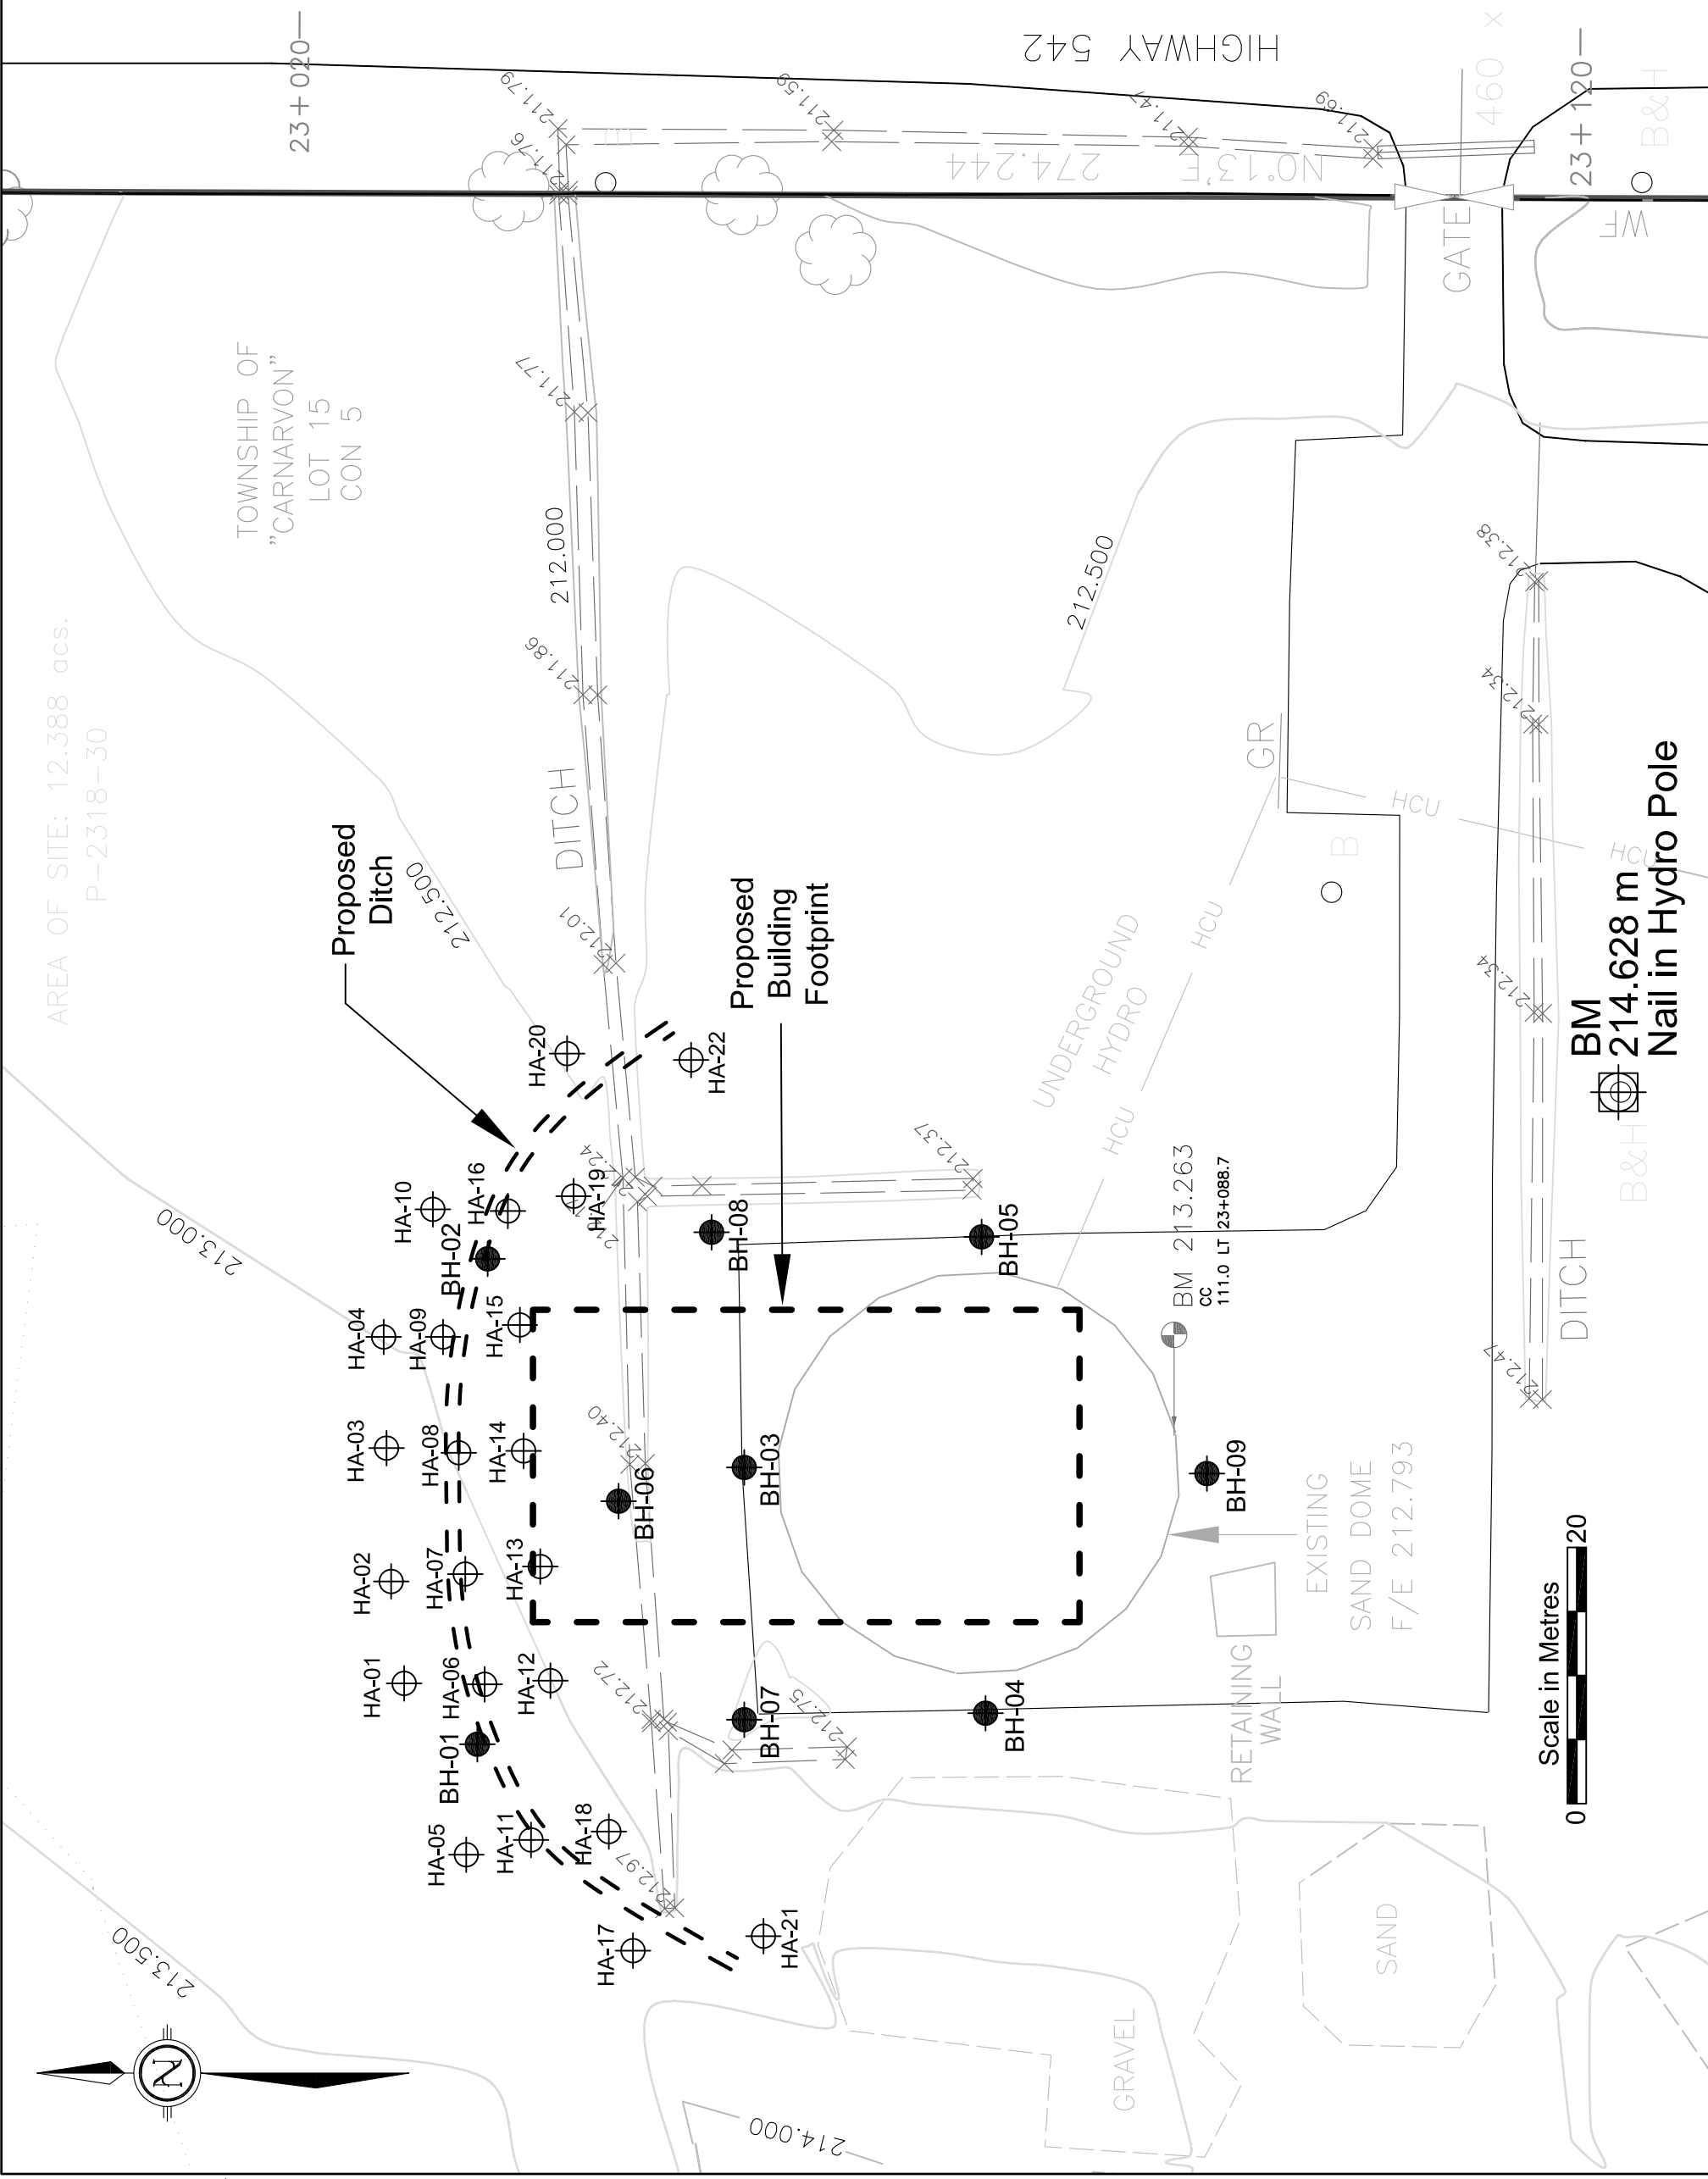 HIGHWAY 542
23+020
23+120
460 x
B&H
N0°13'E
274.244
B
GATE
WF
211.79
211.76
211.59
211.47
211.69
TOWNSHIP OF
"CARNARVON"
LOT 15
CON 5
AREA OF SITE: 12.388 acs.
P-2318-30
211.77
212.000
211.86
212.500
212.38
212.34
DITCH
GR
HCU
HCU
B
Proposed
Ditch
212.500
212.01
Proposed
Building
Footprint
UNDERGROUND
HYDRO
HCU
HCU
212.34
BM
214.628 m
Nail in Hydro Pole
B&H
HA-20
HA-22
212.24
212.37
213.000
HA-10
HA-16
HA-19
BH-02
BH-08
BH-05
BM 213.263
CC
111.0 LT 23+088.7
DITCH
212.47
HA-04
HA-09
HA-15
HA-03
HA-08
HA-14
212.40
BH-06
BH-03
BH-09
EXISTING
SAND DOME
F/E 212.793
HA-02
HA-07
HA-13
HA-01
HA-06
HA-12
212.72
BH-01
BH-07
212.75
BH-04
RETAINING
WALL
Scale in Metres
0 20
HA-05
HA-11
HA-18
212.97
HA-17
HA-21
213.500
SAND
GRAVEL
214.000
N